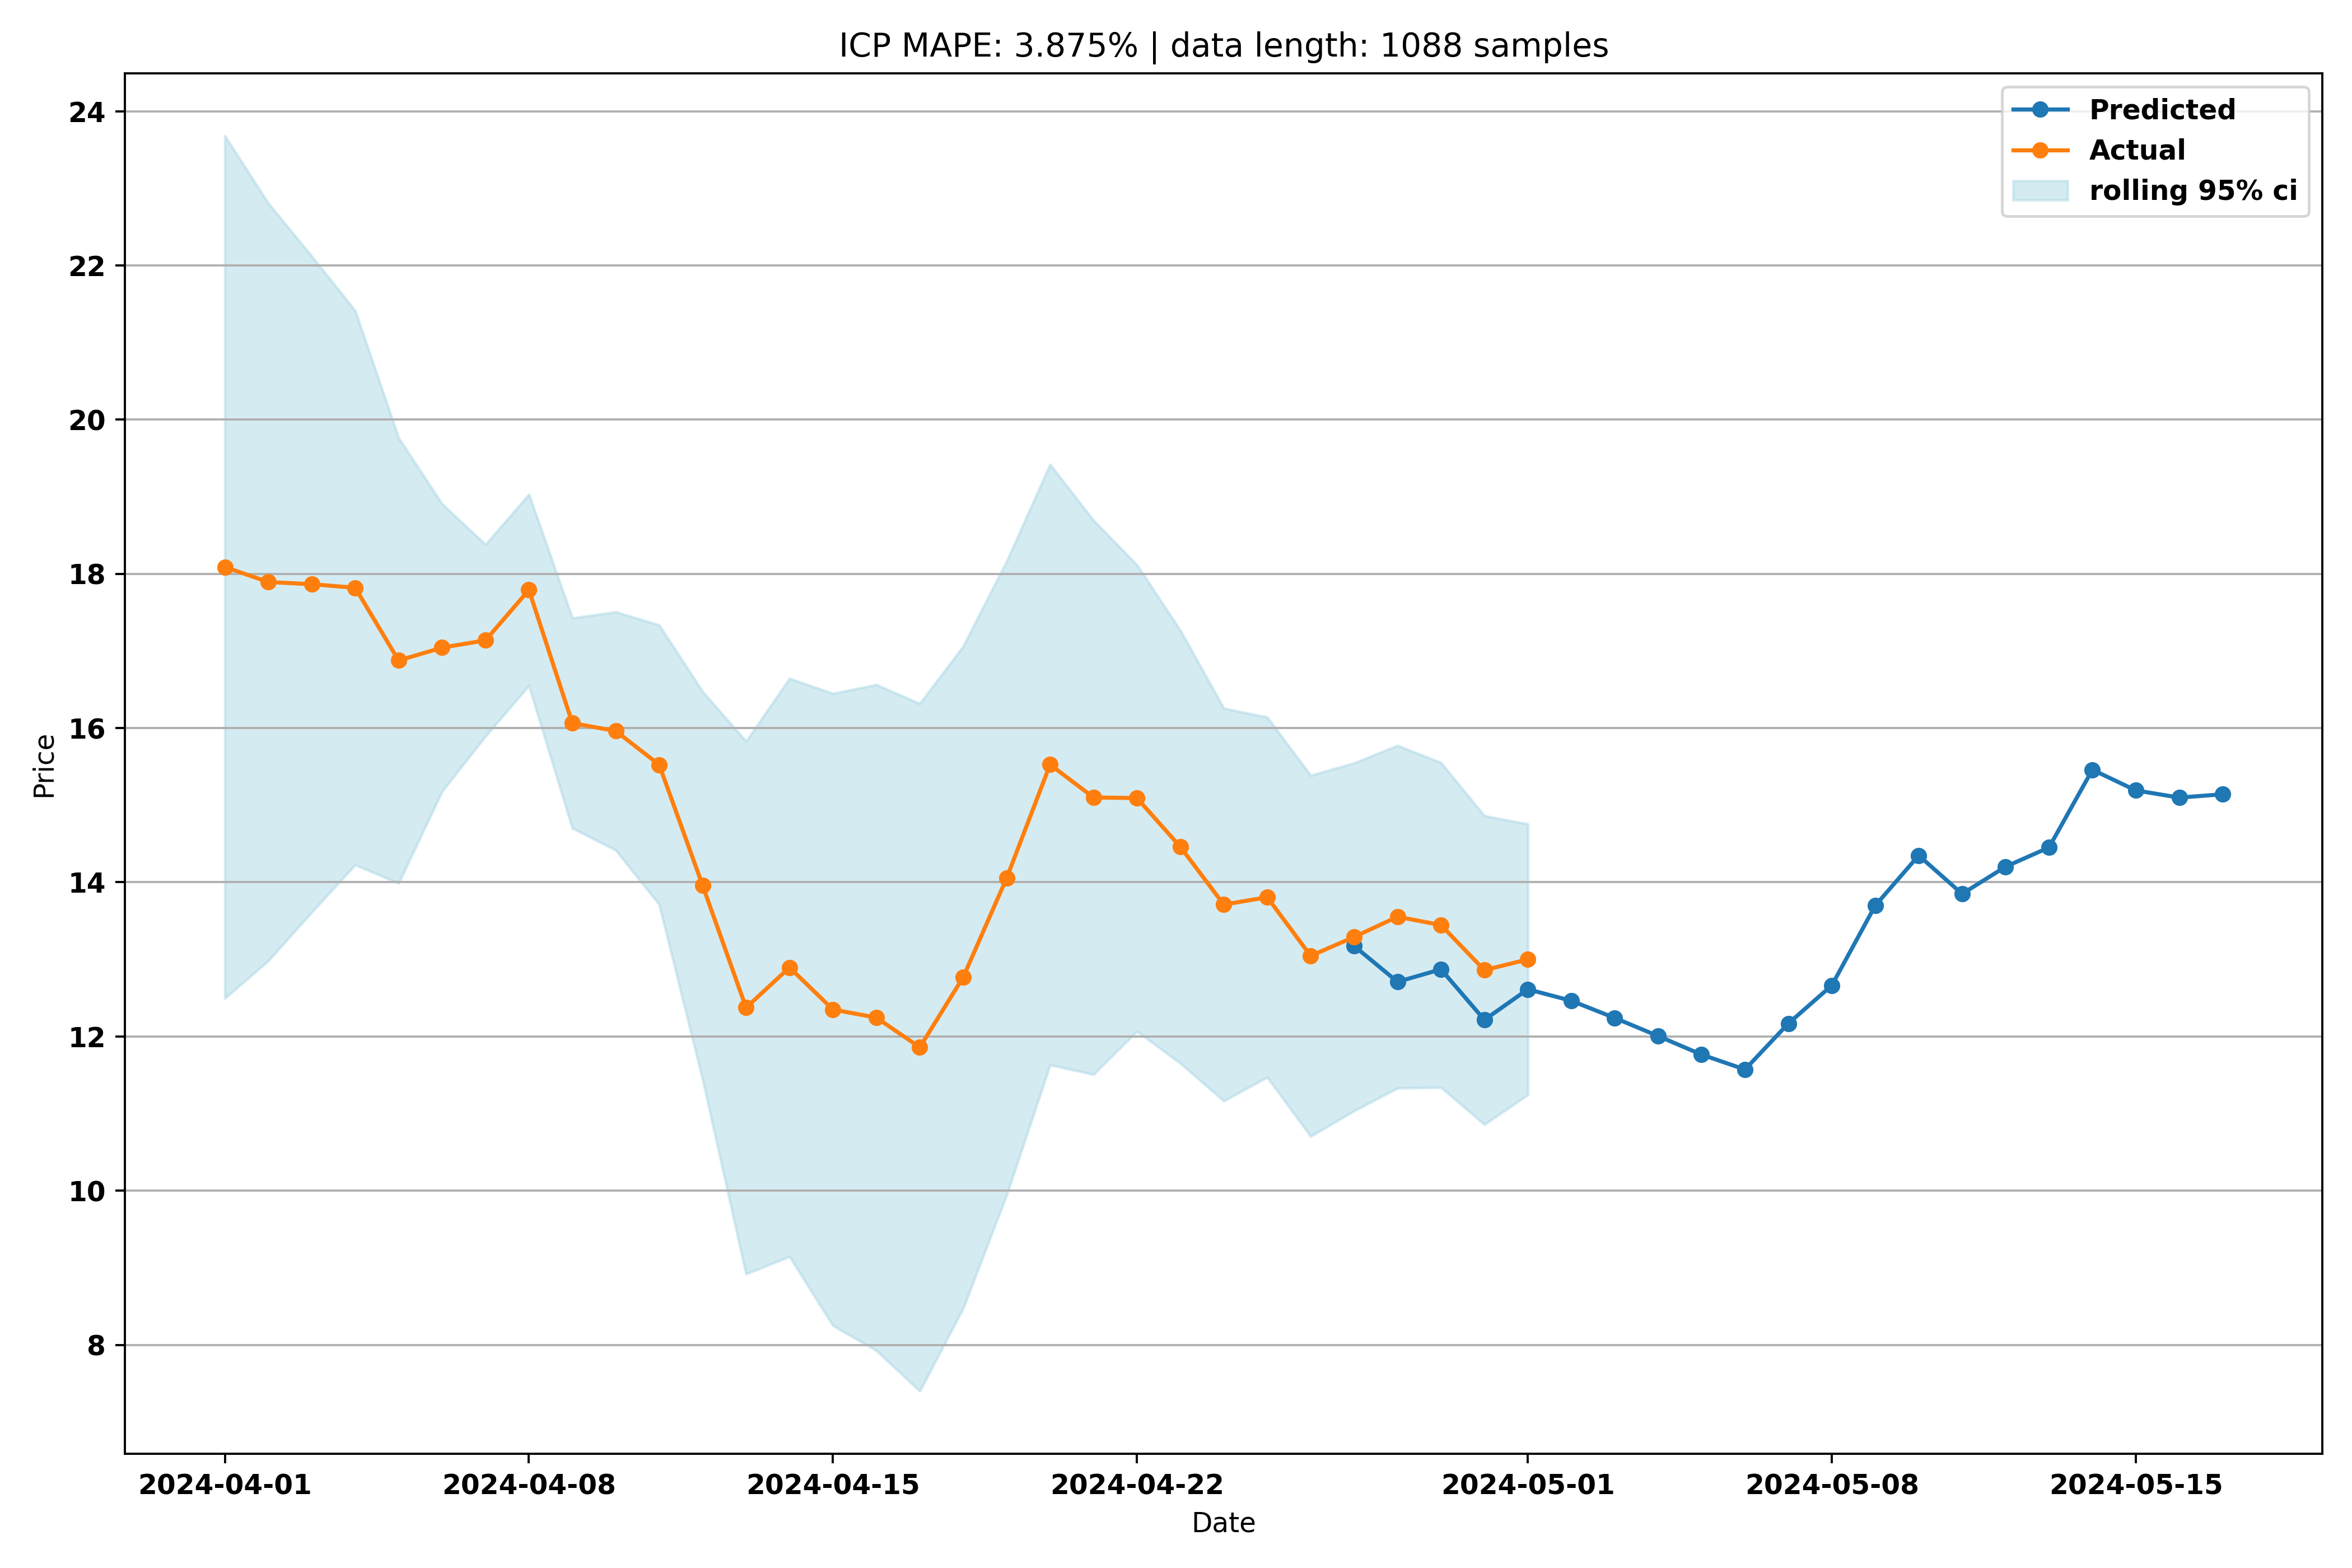 ICP MAPE: 3.875% | data length: 1088 samples
Predicted
Actual
rolling 95% ci
24
22
20
18
16
14
12
10
8
Price
2024-04-01
2024-04-08
2024-04-15
2024-04-22
2024-05-01
2024-05-08
2024-05-15
Date